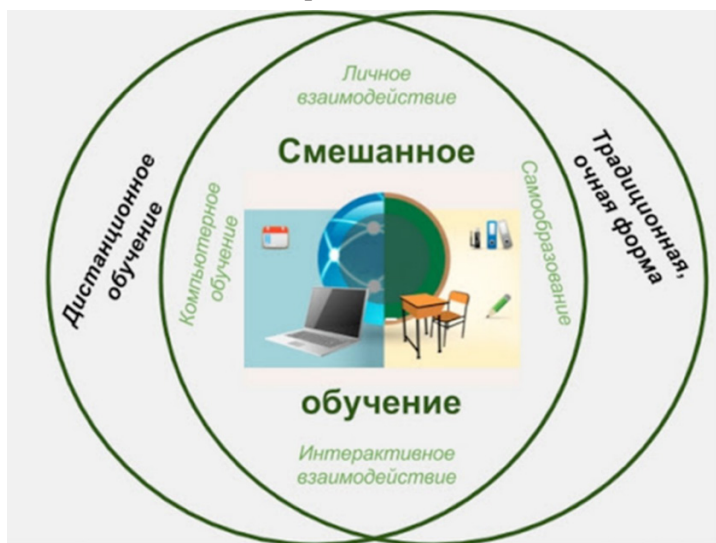 Личное
взаимодействие
Смешанное
Дистанционное
обучение
Компьютерное
обучение
Самообразование
Традиционная,
очная форма
обучение
Интерактивное
взаимодействие